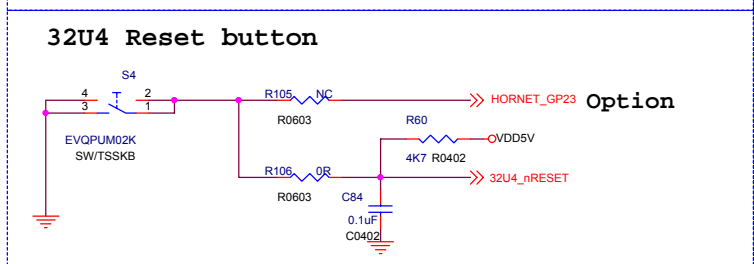 32U4 Reset button
S4
4 2
3 1
EVQPUM02K
SW/TSSKB
R105 NC
R0603
HORNET_GP23 Option
R60
VDD5V
4K7 R0402
R106 0R
R0603
32U4_nRESET
C84
0.1uF
C0402